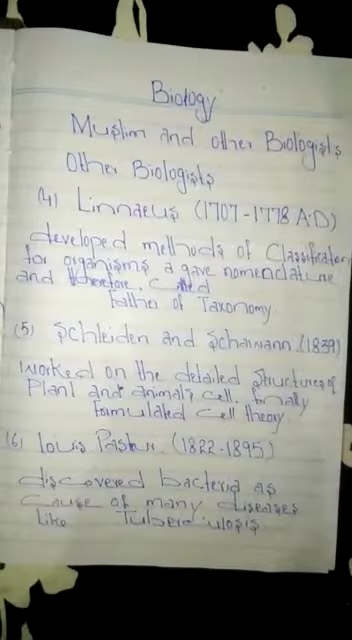 Biology
Muslim and other Biologists
Other Biologists
(4) Linnaeus (1707-1778 A.D)
developed methods of Classification
for organisms a gave nomenclature
and therefore, called
Father of Taxonomy
(5) Schleiden and Schawann. (1839)
worked on the detailed structures of
Plant and animals cell, finally
Formulated cell theory.
(6) louis Pastur. (1822-1895)
discovered bacteria as
cause of many diseases
Like Tuberculosis